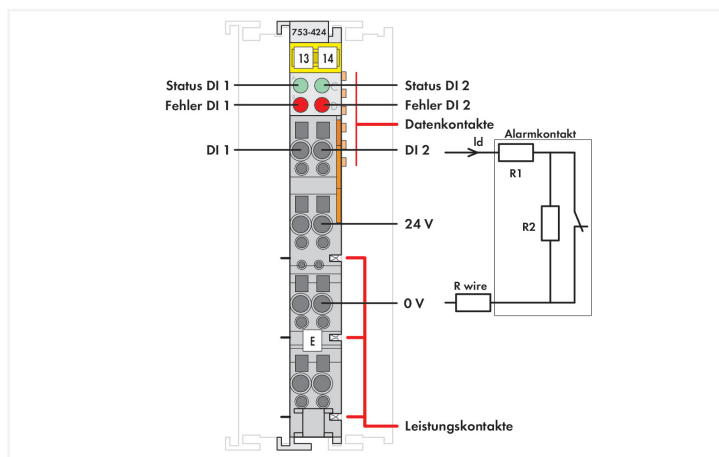 753-424
13 14
Status DI 1
Status DI 2
Fehler DI 1
Fehler DI 2
Datenkontakte
DI 1
DI 2
Id
Alarmkontakt
R1
R2
24 V
R wire
0 V
E
Leistungskontakte